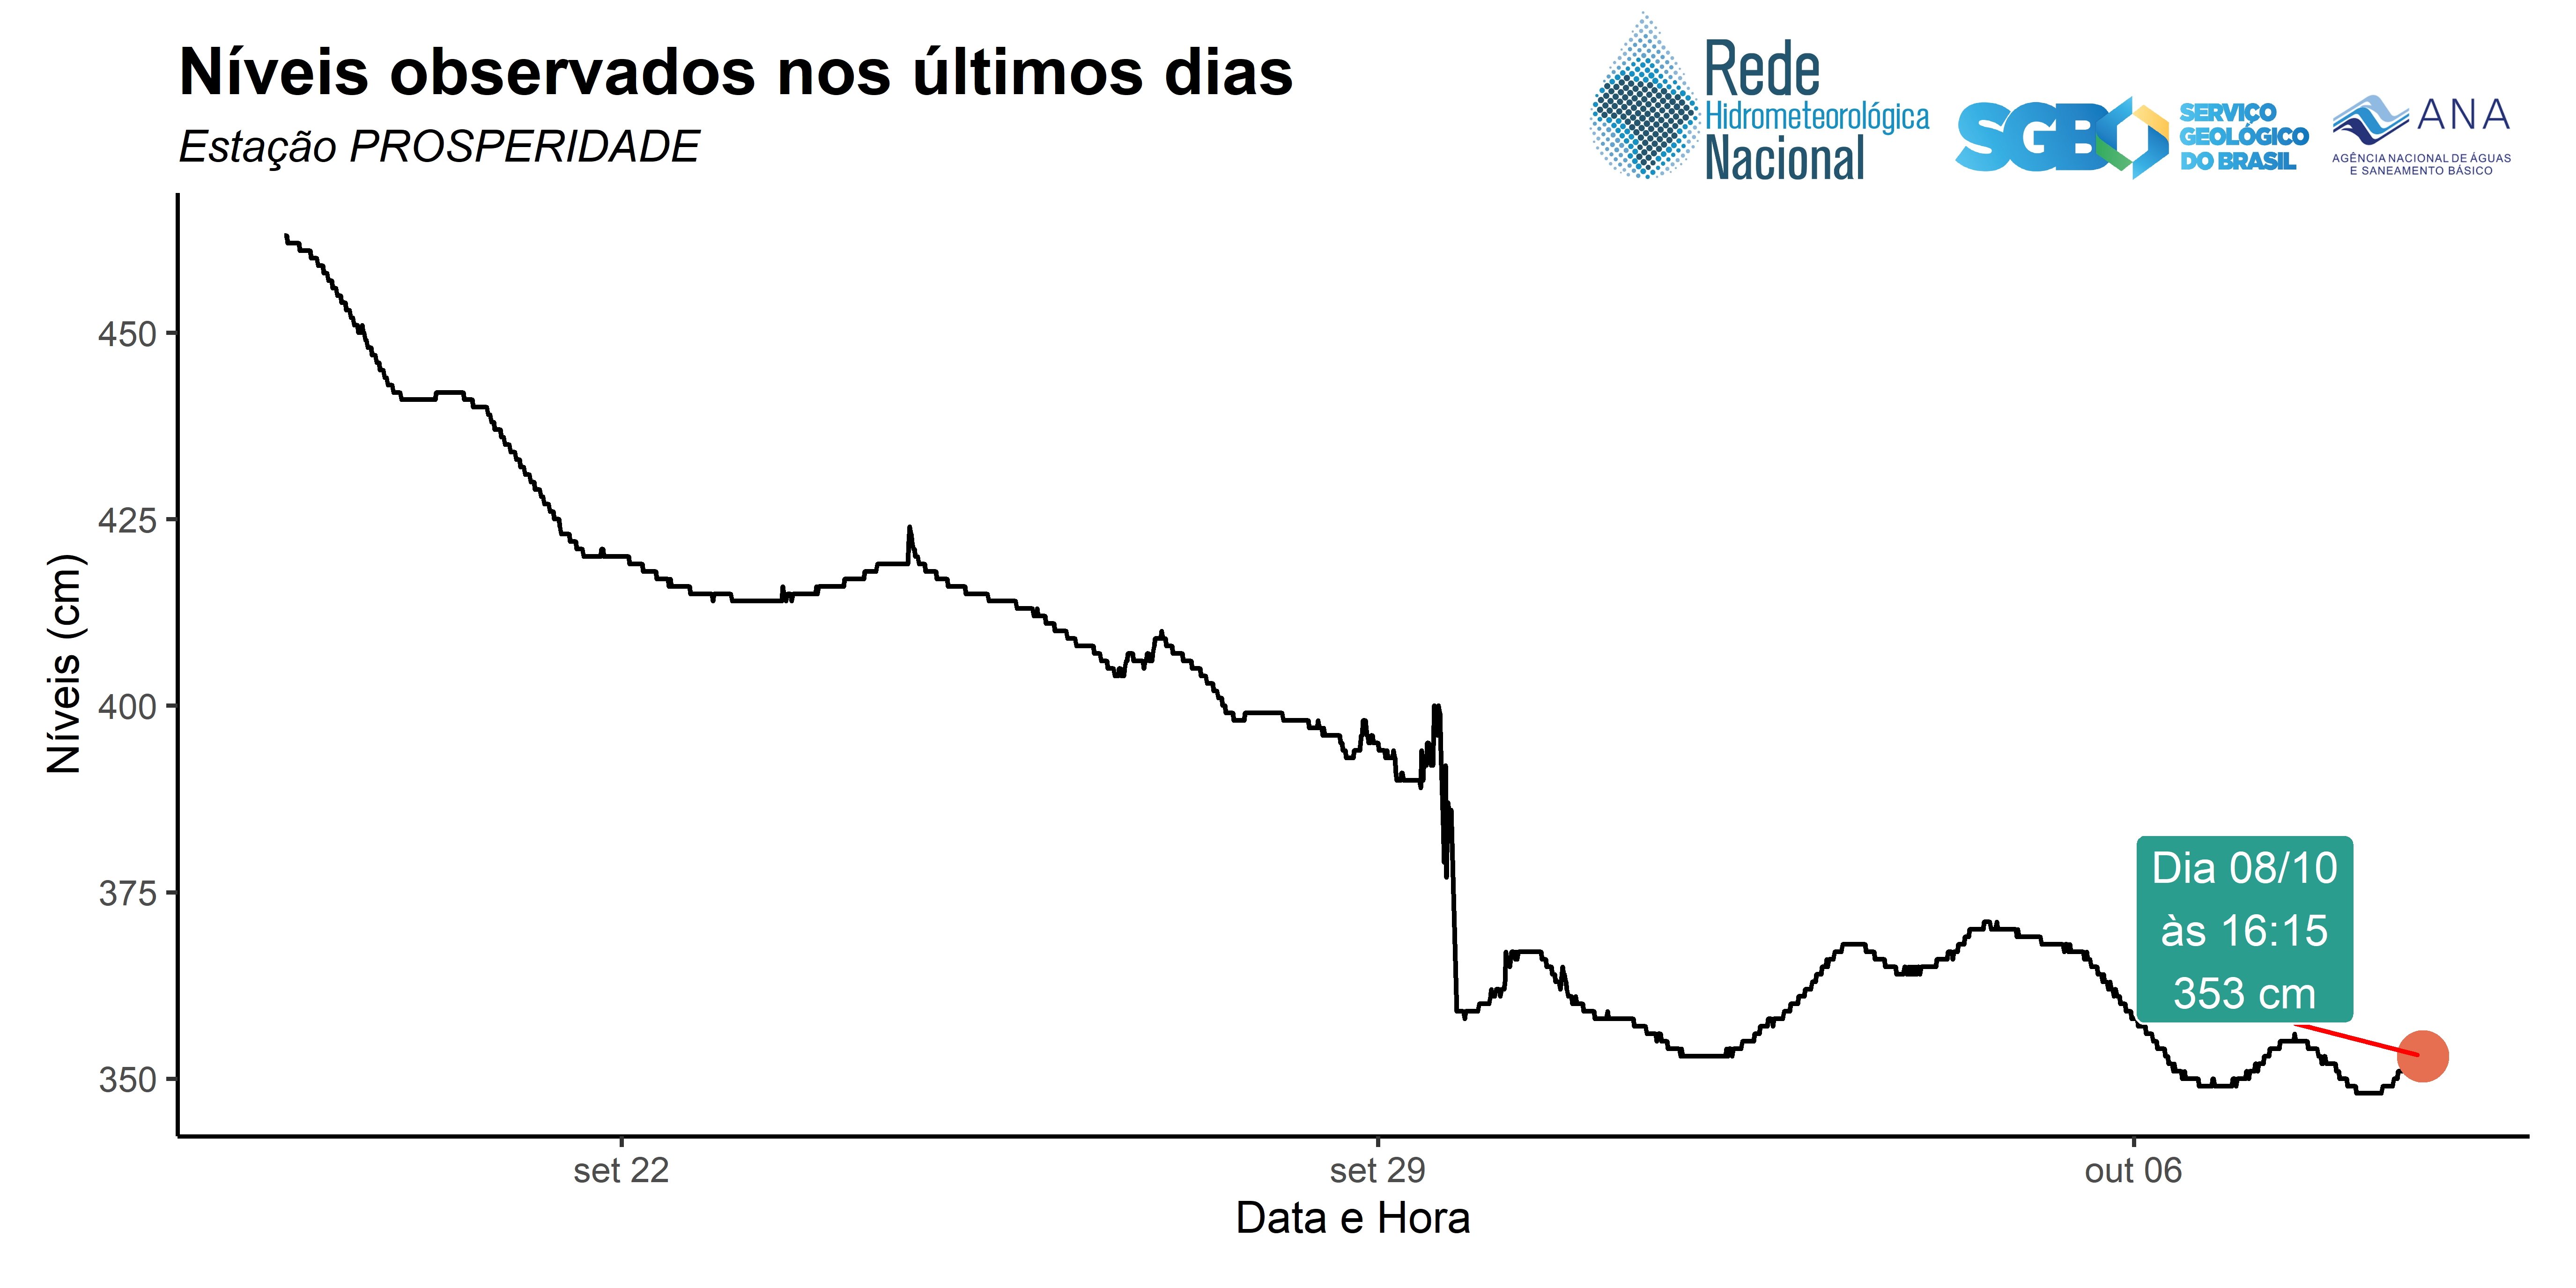 Níveis observados nos últimos dias
Estação PROSPERIDADE
Rede
Hidrometeorológica
Nacional
SGB
SERVIÇO
GEOLÓGICO
DO BRASIL
ANA
AGÊNCIA NACIONAL DE ÁGUAS
E SANEAMENTO BÁSICO
Níveis (cm)
450
425
400
375
350
Dia 08/10
às 16:15
353 cm
set 22
set 29
out 06
Data e Hora